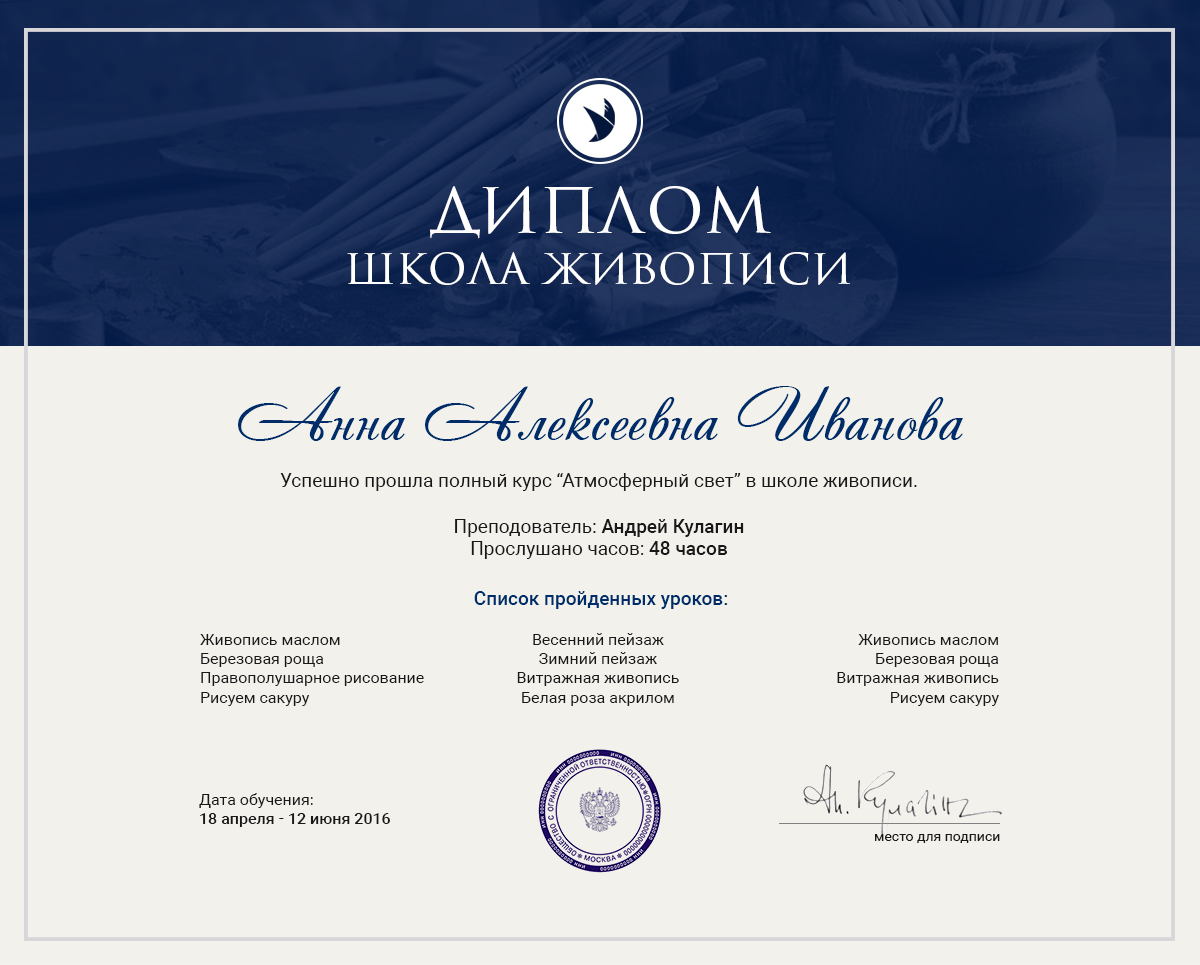 ДИПЛОМ
ШКОЛА ЖИВОПИСИ
Анна Алексеевна Иванова
Успешно прошла полный курс “Атмосферный свет” в школе живописи.
Преподователь: Андрей Кулагин
Прослушано часов: 48 часов
Список пройденных уроков:
Живопись маслом
Березовая роща
Правополушарное рисование
Рисуем сакуру
Весенний пейзаж
Зимний пейзаж
Витражная живопись
Белая роза акрилом
Живопись маслом
Березовая роща
Витражная живопись
Рисуем сакуру
Дата обучения:
18 апреля - 12 июня 2016
ОБЩЕСТВО С ОГРАНИЧЕННОЙ ОТВЕТСТВЕННОСТЬЮ * ОГРН 0000000000000 * МОСКВА *
ИНН 0000000000
Ан. Кулагин
место для подписи